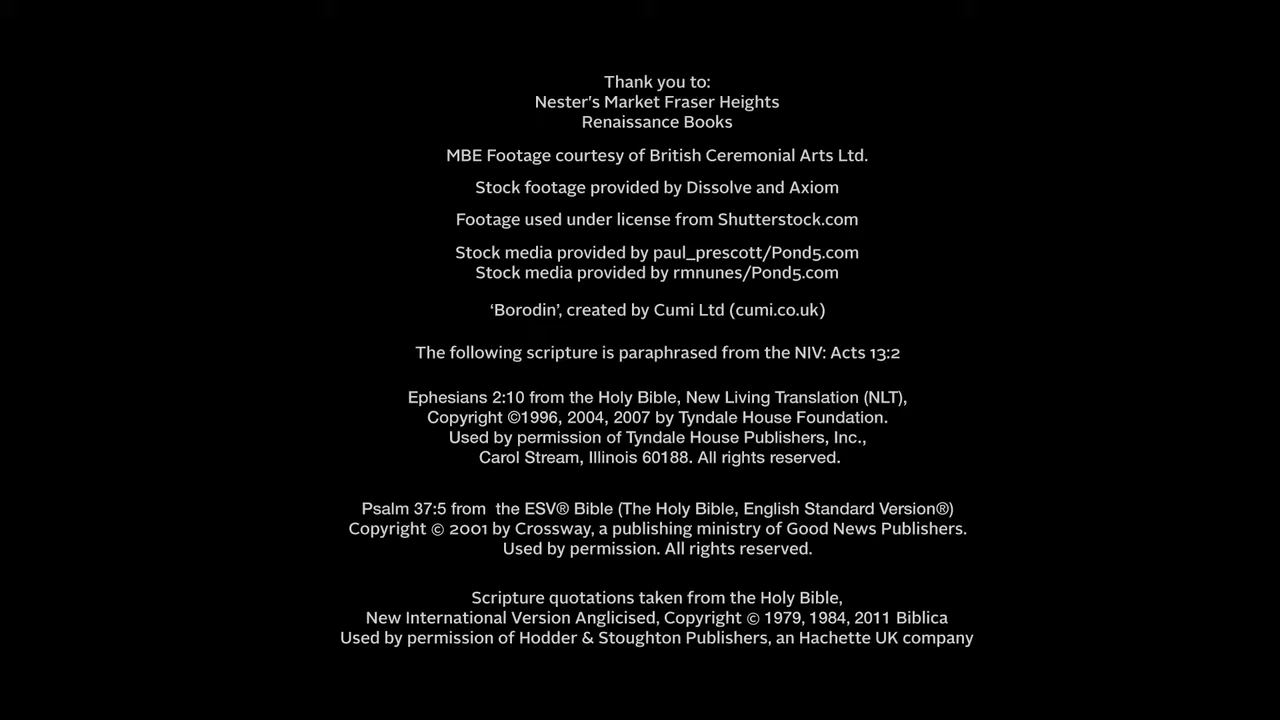 Thank you to:
Nester's Market Fraser Heights
Renaissance Books
MBE Footage courtesy of British Ceremonial Arts Ltd.
Stock footage provided by Dissolve and Axiom
Footage used under license from Shutterstock.com
Stock media provided by paul_prescott/Pond5.com
Stock media provided by rmnunes/Pond5.com
‘Borodin’, created by Cumi Ltd (cumi.co.uk)
The following scripture is paraphrased from the NIV: Acts 13:2
Ephesians 2:10 from the Holy Bible, New Living Translation (NLT),
Copyright ©1996, 2004, 2007 by Tyndale House Foundation.
Used by permission of Tyndale House Publishers, Inc.,
Carol Stream, Illinois 60188. All rights reserved.
Psalm 37:5 from  the ESV® Bible (The Holy Bible, English Standard Version®)
Copyright © 2001 by Crossway, a publishing ministry of Good News Publishers.
Used by permission. All rights reserved.
Scripture quotations taken from the Holy Bible,
New International Version Anglicised, Copyright © 1979, 1984, 2011 Biblica
Used by permission of Hodder & Stoughton Publishers, an Hachette UK company